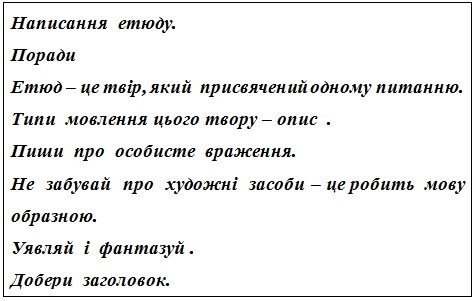 Написання етюду.
Поради
Етюд – це твір, який присвячений одному питанню.
Типи мовлення цього твору – опис .
Пиши про особисте враження.
Не забувай про художні засоби – це робить мову
образною.
Уявляй і фантазуй .
Добери заголовок.